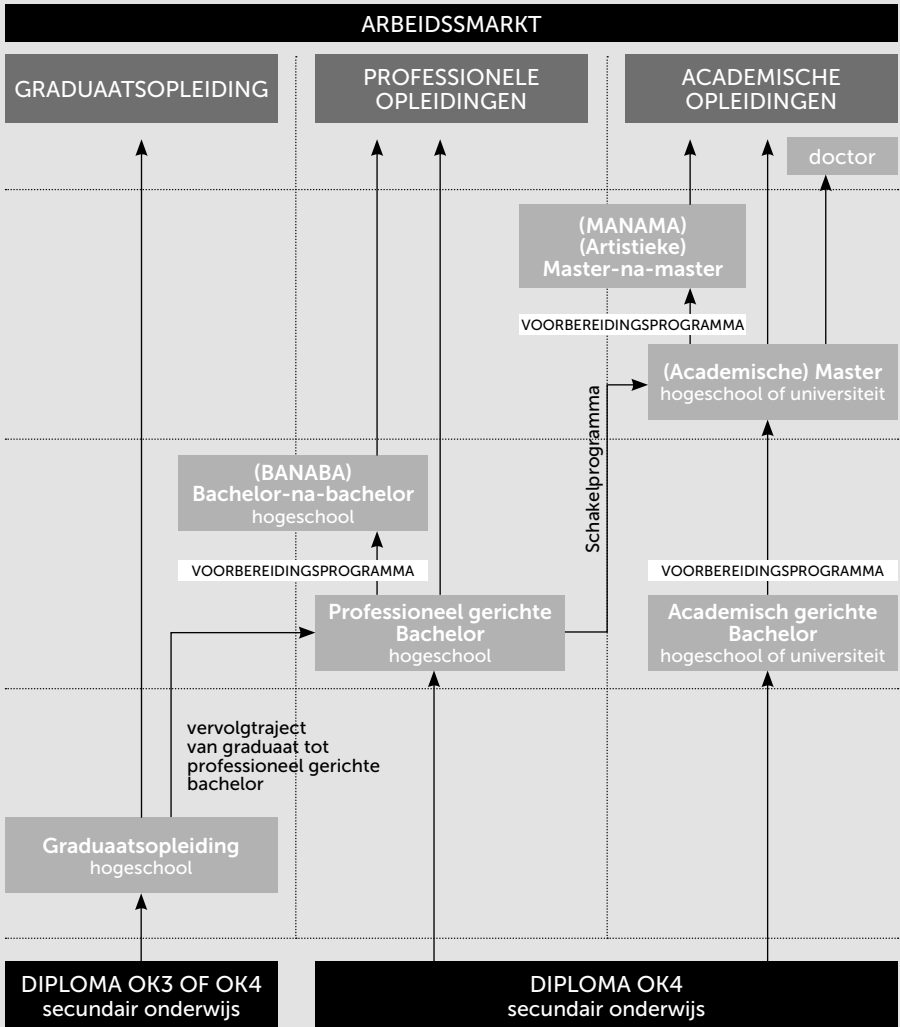 ARBEIDSSMARKT
GRADUAATSOPLEIDING
PROFESSIONELE
OPLEIDINGEN
ACADEMISCHE
OPLEIDINGEN
doctor
(MANAMA)
(Artistieke)
Master-na-master
VOORBEREIDINGSPROGRAMMA
(Academische) Master
hogeschool of universiteit
Schakelprogramma
(BANABA)
Bachelor-na-bachelor
hogeschool
VOORBEREIDINGSPROGRAMMA
VOORBEREIDINGSPROGRAMMA
Professioneel gerichte
Bachelor
hogeschool
Academisch gerichte
Bachelor
hogeschool of universiteit
vervolgtraject
van graduaat tot
professioneel gerichte
bachelor
Graduaatsopleiding
hogeschool
DIPLOMA OK3 OF OK4
secundair onderwijs
DIPLOMA OK4
secundair onderwijs